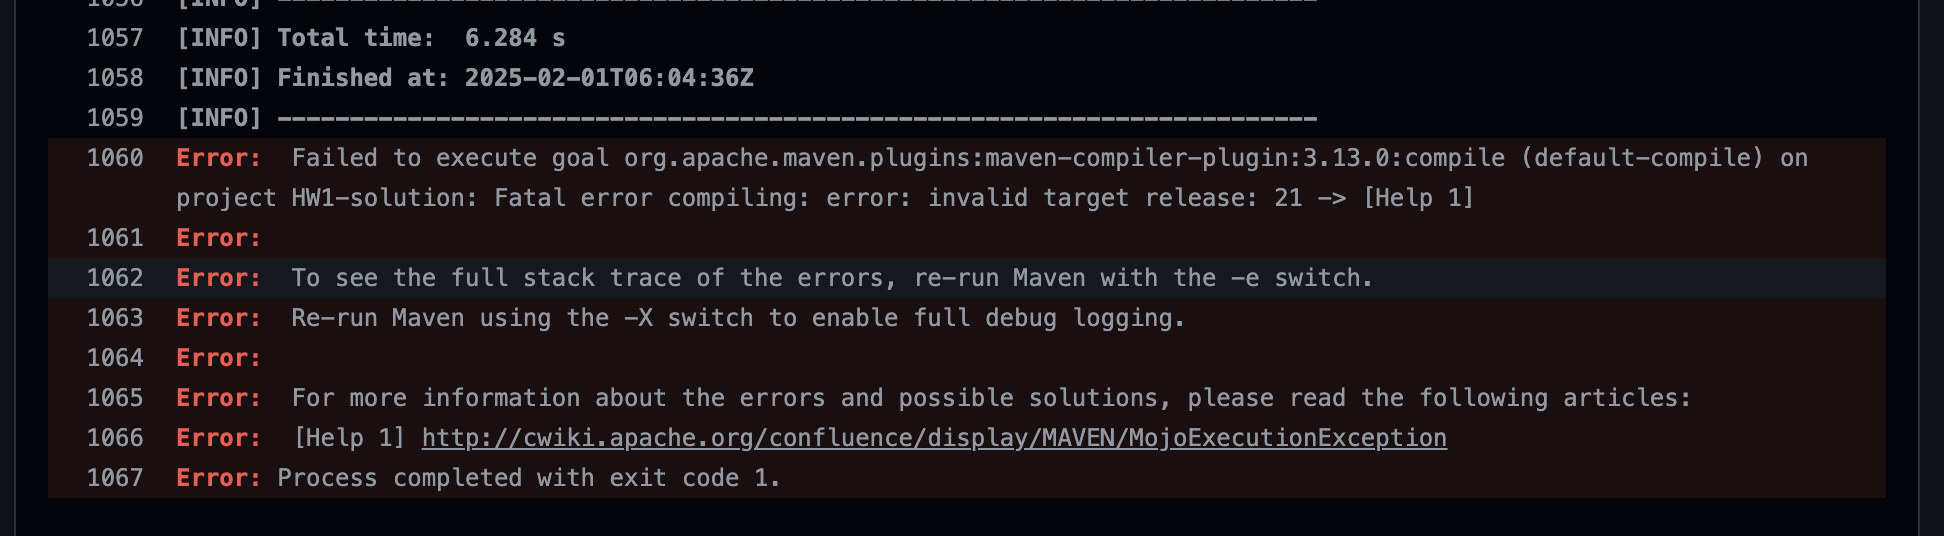 1056 [INFO] ------------------------------------------------------------------------
1057 [INFO] Total time:  6.284 s
1058 [INFO] Finished at: 2025-02-01T06:04:36Z
1059 [INFO] ------------------------------------------------------------------------
1060 Error:  Failed to execute goal org.apache.maven.plugins:maven-compiler-plugin:3.13.0:compile (default-compile) on
project HW1-solution: Fatal error compiling: error: invalid target release: 21 -> [Help 1]
1061 Error:
1062 Error:  To see the full stack trace of the errors, re-run Maven with the -e switch.
1063 Error:  Re-run Maven using the -X switch to enable full debug logging.
1064 Error:
1065 Error:  For more information about the errors and possible solutions, please read the following articles:
1066 Error:  [Help 1] http://cwiki.apache.org/confluence/display/MAVEN/MojoExecutionException
1067 Error: Process completed with exit code 1.